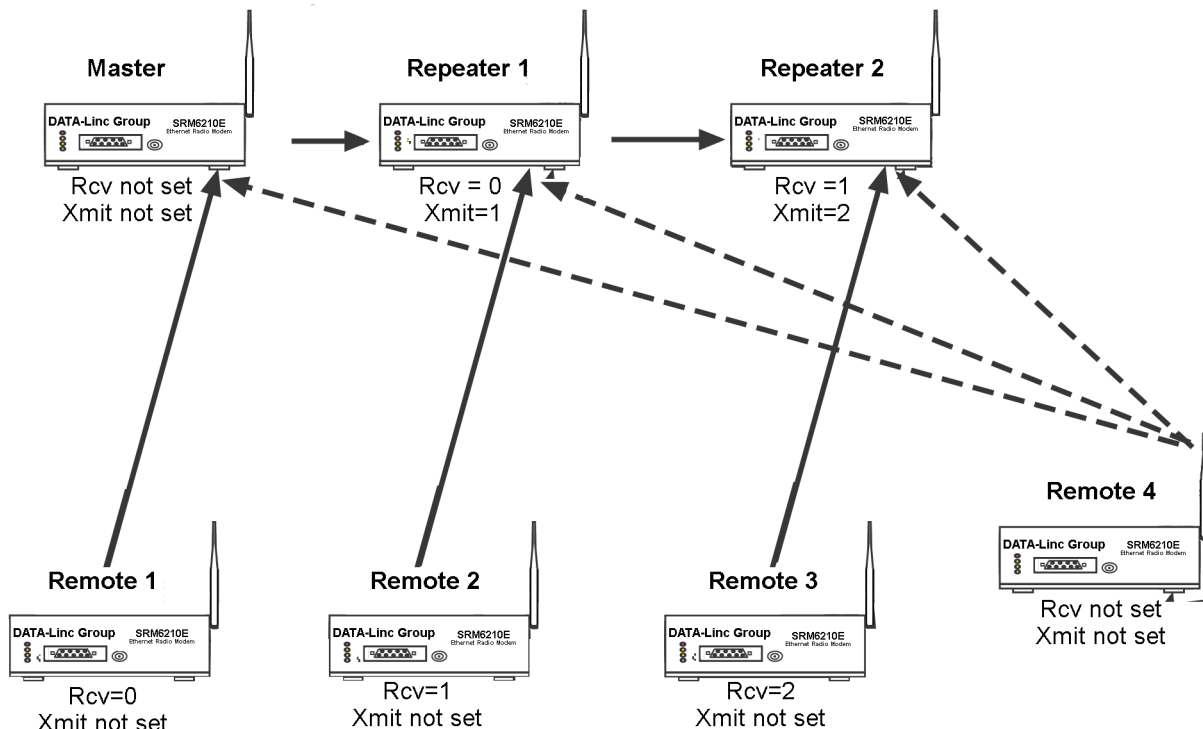 Master
Repeater 1
Repeater 2
DATA-Linc Group SRM6210E
Ethernet Radio Modem
DATA-Linc Group SRM6210E
Ethernet Radio Modem
DATA-Linc Group SRM6210E
Ethernet Radio Modem
Rcv not set
Xmit not set
Rcv = 0
Xmit=1
Rcv =1
Xmit=2
Remote 4
DATA-Linc Group SRM6210E
Ethernet Radio Modem
Rcv not set
Xmit not set
Remote 1
Remote 2
Remote 3
DATA-Linc Group SRM6210E
Ethernet Radio Modem
DATA-Linc Group SRM6210E
Ethernet Radio Modem
DATA-Linc Group SRM6210E
Ethernet Radio Modem
Rcv=0
Xmit not set
Rcv=1
Xmit not set
Rcv=2
Xmit not set